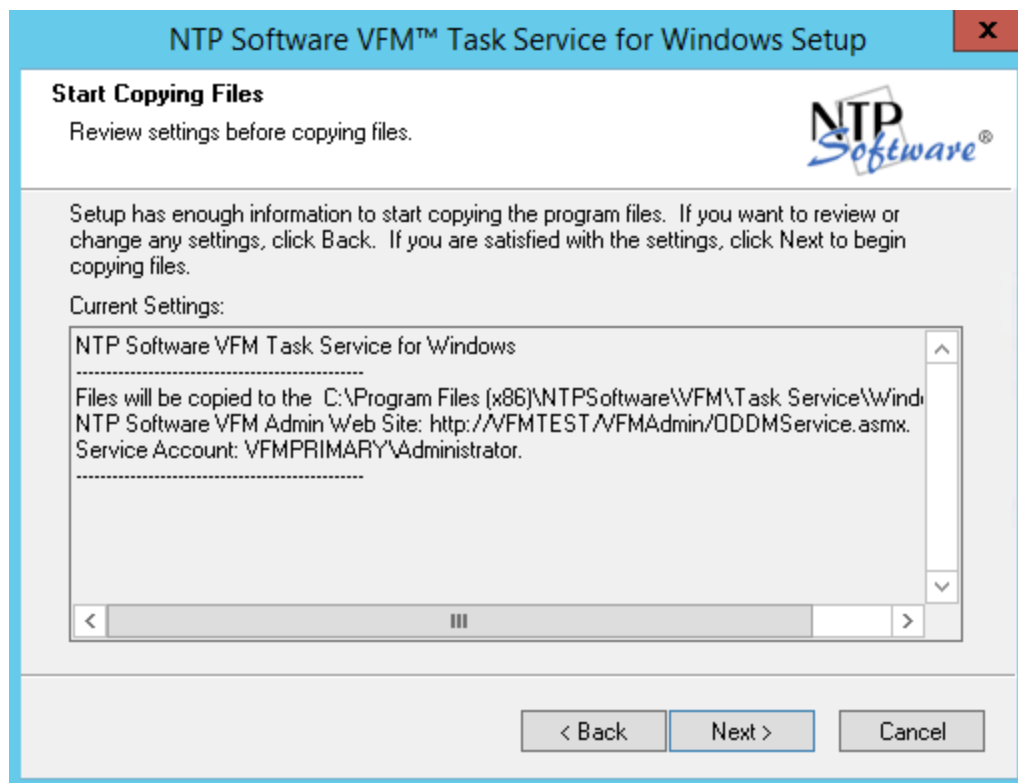 NTP Software VFM™ Task Service for Windows Setup
x
Start Copying Files
Review settings before copying files.
NTP
Software®
Setup has enough information to start copying the program files. If you want to review or
change any settings, click Back. If you are satisfied with the settings, click Next to begin
copying files.
Current Settings:
NTP Software VFM Task Service for Windows
------------------------------------------------
Files will be copied to the C:\Program Files (x86)\NTPSoftware\VFM\Task Service\Wind
NTP Software VFM Admin Web Site: http://VFMTEST/VFMAdmin/ODDMService.asmx.
Service Account: VFMPRIMARY\Administrator.
------------------------------------------------
< Back
Next >
Cancel